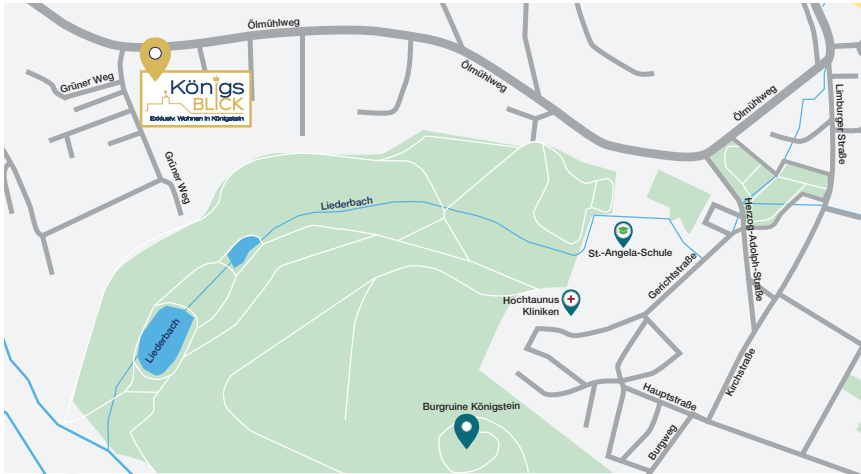 Ölmühlweg
Grüner Weg
Königs
BLICK
Exklusiv. Wohnen in Königstein
Ölmühlweg
Ölmühlweg
Limburger Straße
Grüner Weg
Liederbach
Herzog-Adolph-Straße
St.-Angela-Schule
Gerichtstraße
Hochtaunus
Kliniken
Liederbach
Kirchstraße
Hauptstraße
Burgruine Königstein
Burgweg